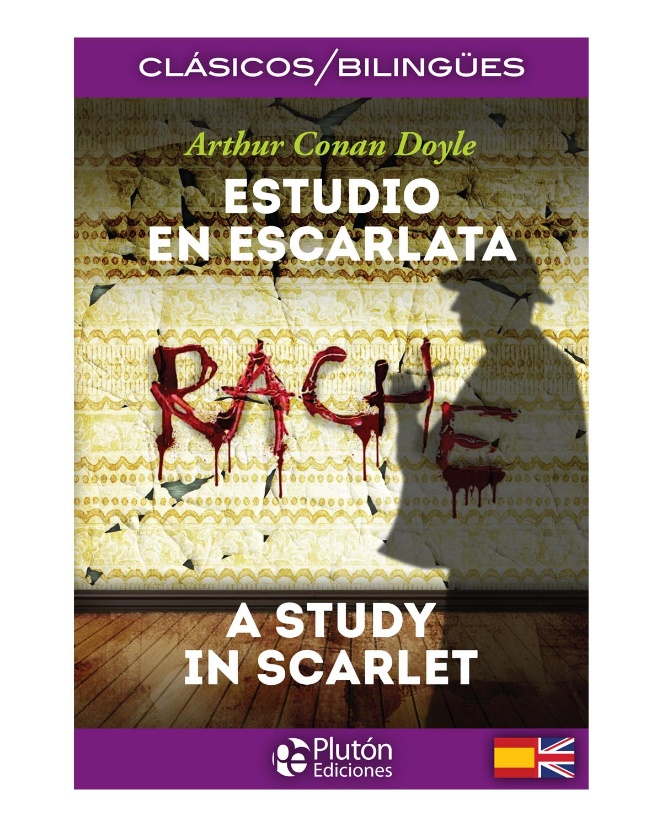 CLÁSICOS/BILINGÜES
Arthur Conan Doyle
ESTUDIO
EN ESCARLATA
RACHE
A STUDY
IN SCARLET
Plutón
Ediciones